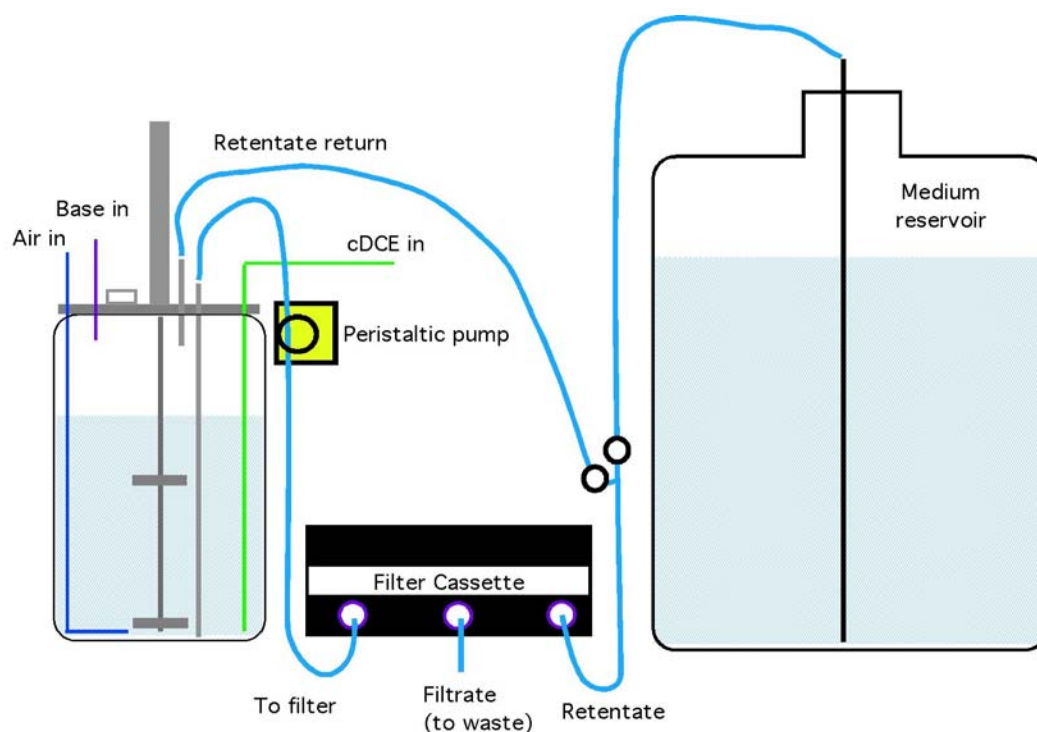 Retentate return
Medium
reservoir
Base in
Air in
cDCE in
Peristaltic pump
Filter Cassette
To filter
Filtrate
(to waste)
Retentate